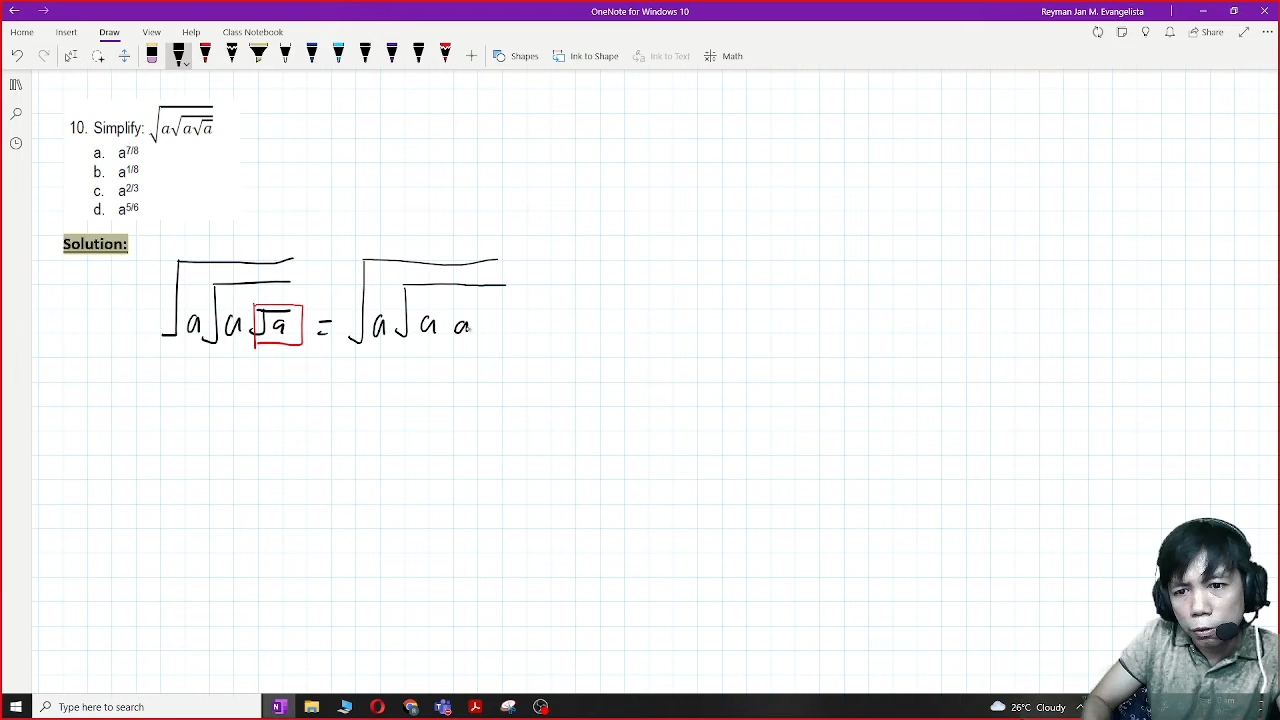 OneNote for Windows 10
Reyman Jan M. Evangelista
Home Insert Draw View Help Class Notebook
Share
Shapes Ink to Shape Ink to Text Math
10. Simplify: √(a√(a√a))
a. a^7/8
b. a^1/8
c. a^2/3
d. a^5/6
Solution:
√(a√(a√a)) = √(a√(a a
Type here to search
26°C Cloudy